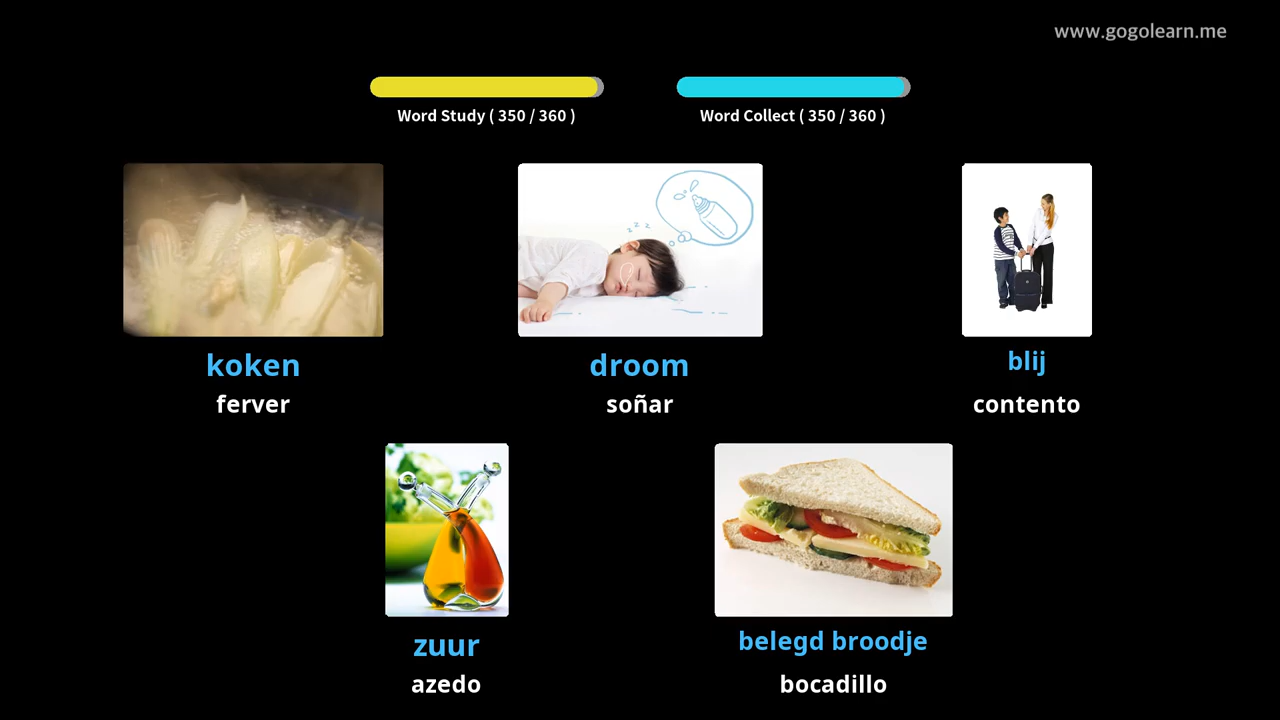 www.gogolearn.me
Word Study ( 350 / 360 )
Word Collect ( 350 / 360 )
koken
droom
blij
ferver
soñar
contento
zuur
belegd broodje
azedo
bocadillo